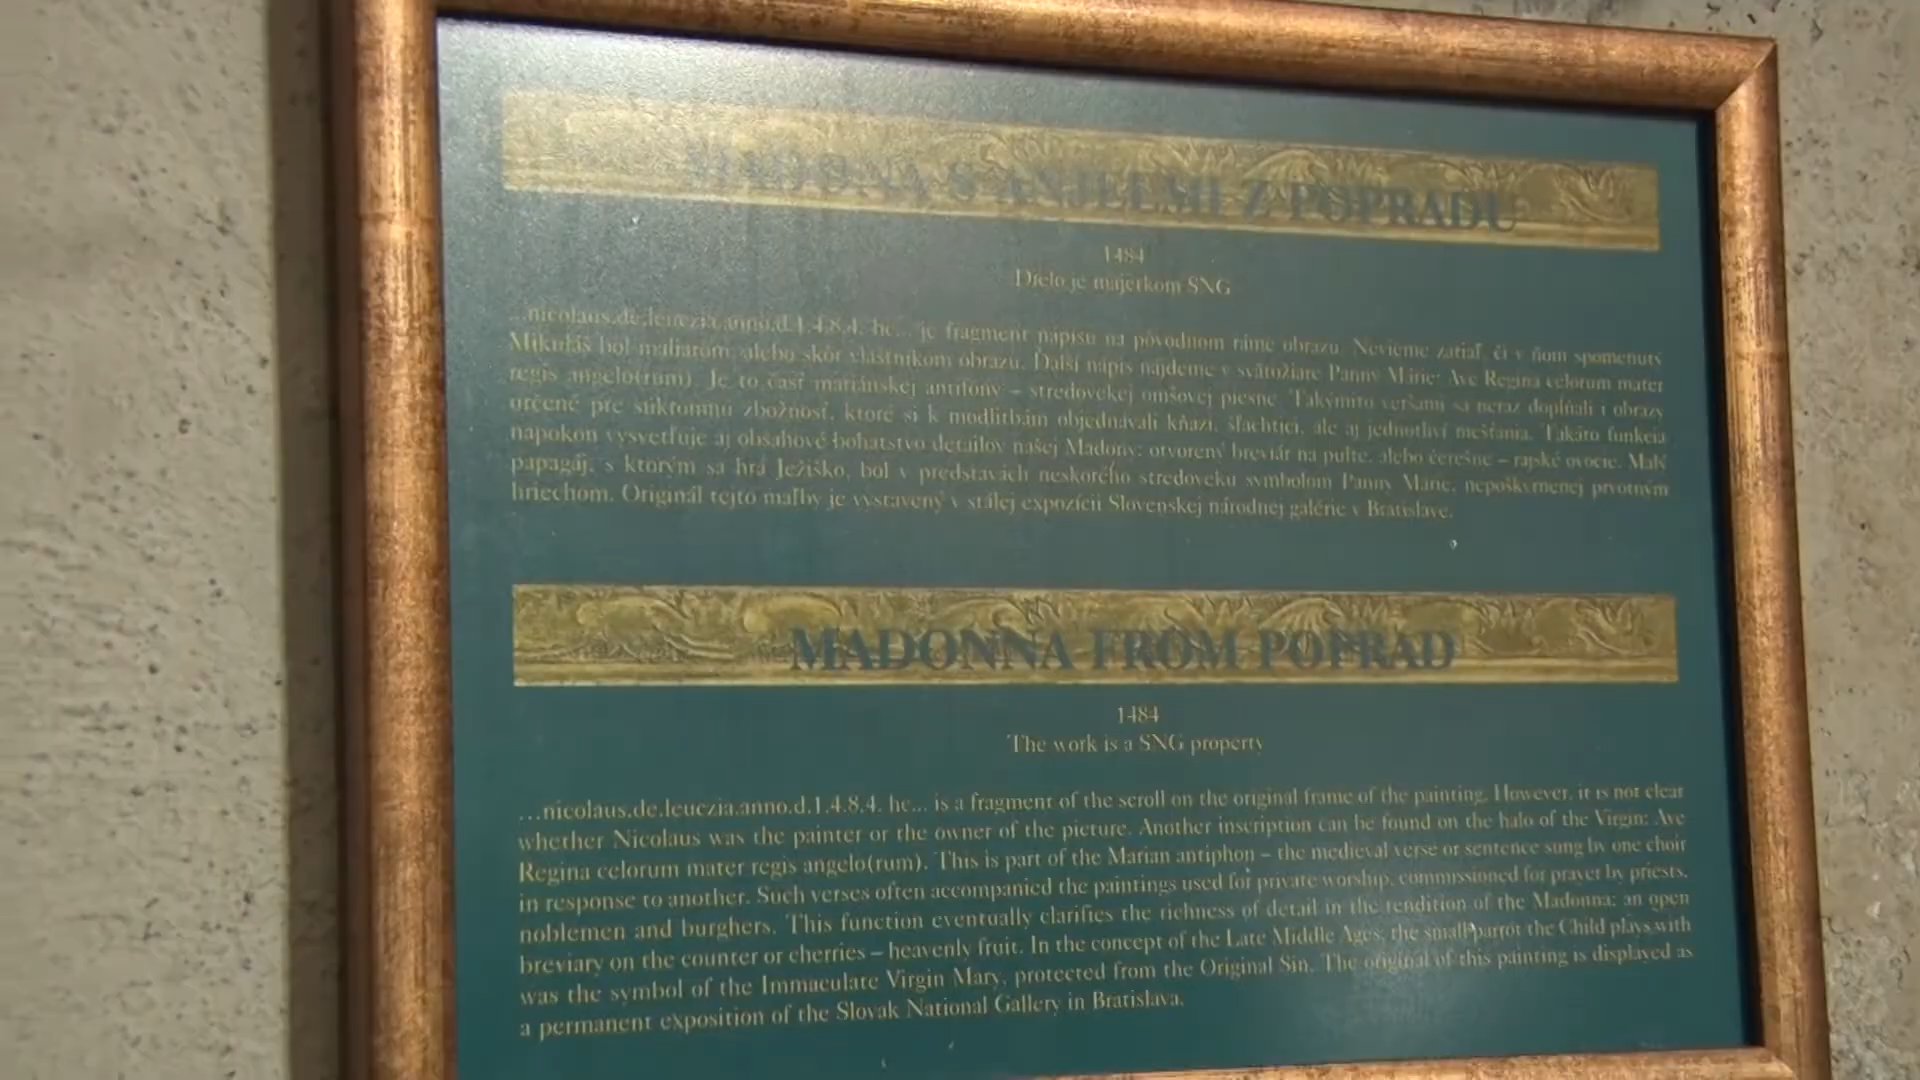 MADONA S ANJELMI Z POPRADU
1484
Dielo je majetkom SNG
...nicolaus.de.leuczia.anno.d.1.4.8.4. he... je fragment nápisu na pôvodnom ráme obrazu. Nevieme zatiaľ, či v ňom spomenutý
Mikuláš bol maliarom, alebo skôr vlastníkom obrazu. Ďalší nápis nájdeme v svätožiare Panny Márie: Ave Regina celorum mater
regis angelo(rum). Je to časť mariánskej antifóny – stredovekej omšovej piesne. Takýmito veršami sa neraz dopĺňali i obrazy
určené pre súkromnú zbožnosť, ktoré si k modlitbám objednávali kňazi, šľachtici, ale aj jednotliví mešťania. Takáto funkcia
napokon vysvetľuje aj obsahové bohatstvo detailov našej Madony: otvorený breviár na pulte, alebo čerešne – rajské ovocie. Malý
papagáj, s ktorým sa hrá Ježiško, bol v predstavách neskorého stredoveku symbolom Panny Márie, nepoškvrnenej prvotným
hriechom. Originál tejto maľby je vystavený v stálej expozícii Slovenskej národnej galérie v Bratislave.
MADONNA FROM POPRAD
1484
The work is a SNG property
...nicolaus.de.leuczia.anno.d.1.4.8.4. he... is a fragment of the scroll on the original frame of the painting. However, it is not clear
whether Nicolaus was the painter or the owner of the picture. Another inscription can be found on the halo of the Virgin: Ave
Regina celorum mater regis angelo(rum). This is part of the Marian antiphon – the medieval verse or sentence sung by one choir
in response to another. Such verses often accompanied the paintings used for private worship, commissioned for prayer by priests,
noblemen and burghers. This function eventually clarifies the richness of detail in the rendition of the Madonna: an open
breviary on the counter or cherries – heavenly fruit. In the concept of the Late Middle Ages, the small parrot the Child plays with
was the symbol of the Immaculate Virgin Mary, protected from the Original Sin. The original of this painting is displayed as
a permanent exposition of the Slovak National Gallery in Bratislava.